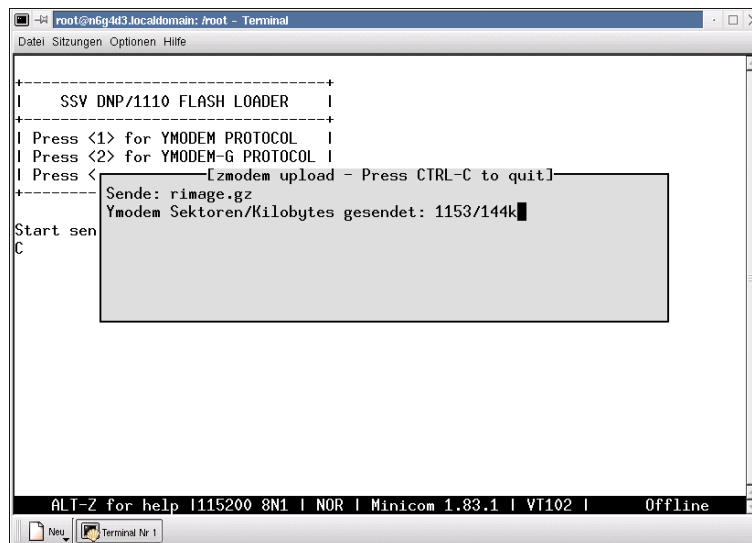 root@n6g4d3.localdomain: /root - Terminal
Datei Sitzungen Optionen Hilfe
+--------------------------------+
| SSV DNP/1110 FLASH LOADER |
+--------------------------------+
| Press <1> for YMODEM PROTOCOL |
| Press <2> for YMODEM-G PROTOCOL |
| Press <
+-------
[zmodem upload - Press CTRL-C to quit]
Sende: rimage.gz
Ymodem Sektoren/Kilobytes gesendet: 1153/144k
Start sen
C
ALT-Z for help |115200 8N1 | NOR | Minicom 1.83.1 | VT102 | Offline
Neu Terminal Nr 1